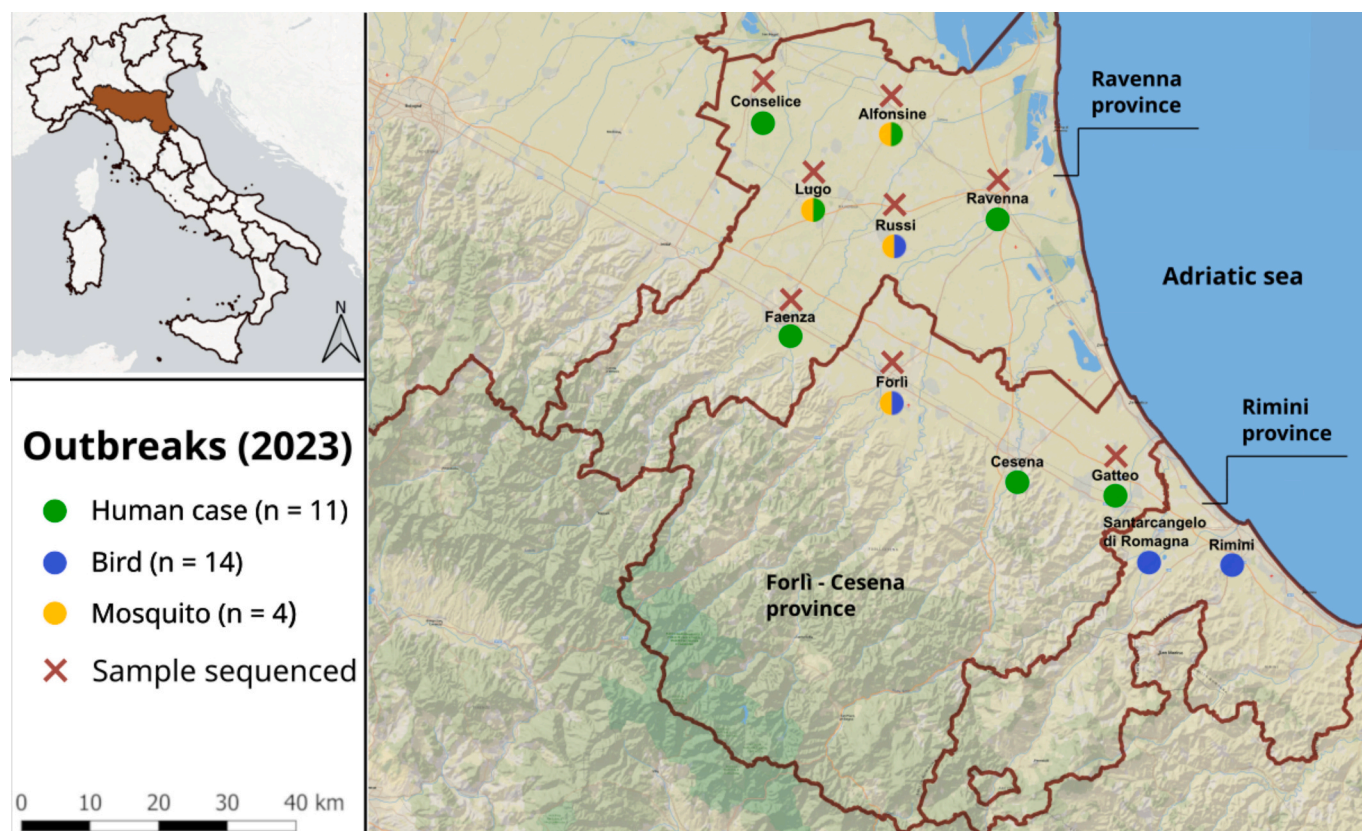 N
Outbreaks (2023)
Human case (n = 11)
Bird (n = 14)
Mosquito (n = 4)
Sample sequenced
0 10 20 30 40 km
Ravenna
province
Conselice
Alfonsine
Lugo
Ravenna
Russi
Adriatic sea
Faenza
Forlì
Rimini
province
Cesena
Gatteo
Santarcangelo
di Romagna
Rimini
Forlì - Cesena
province